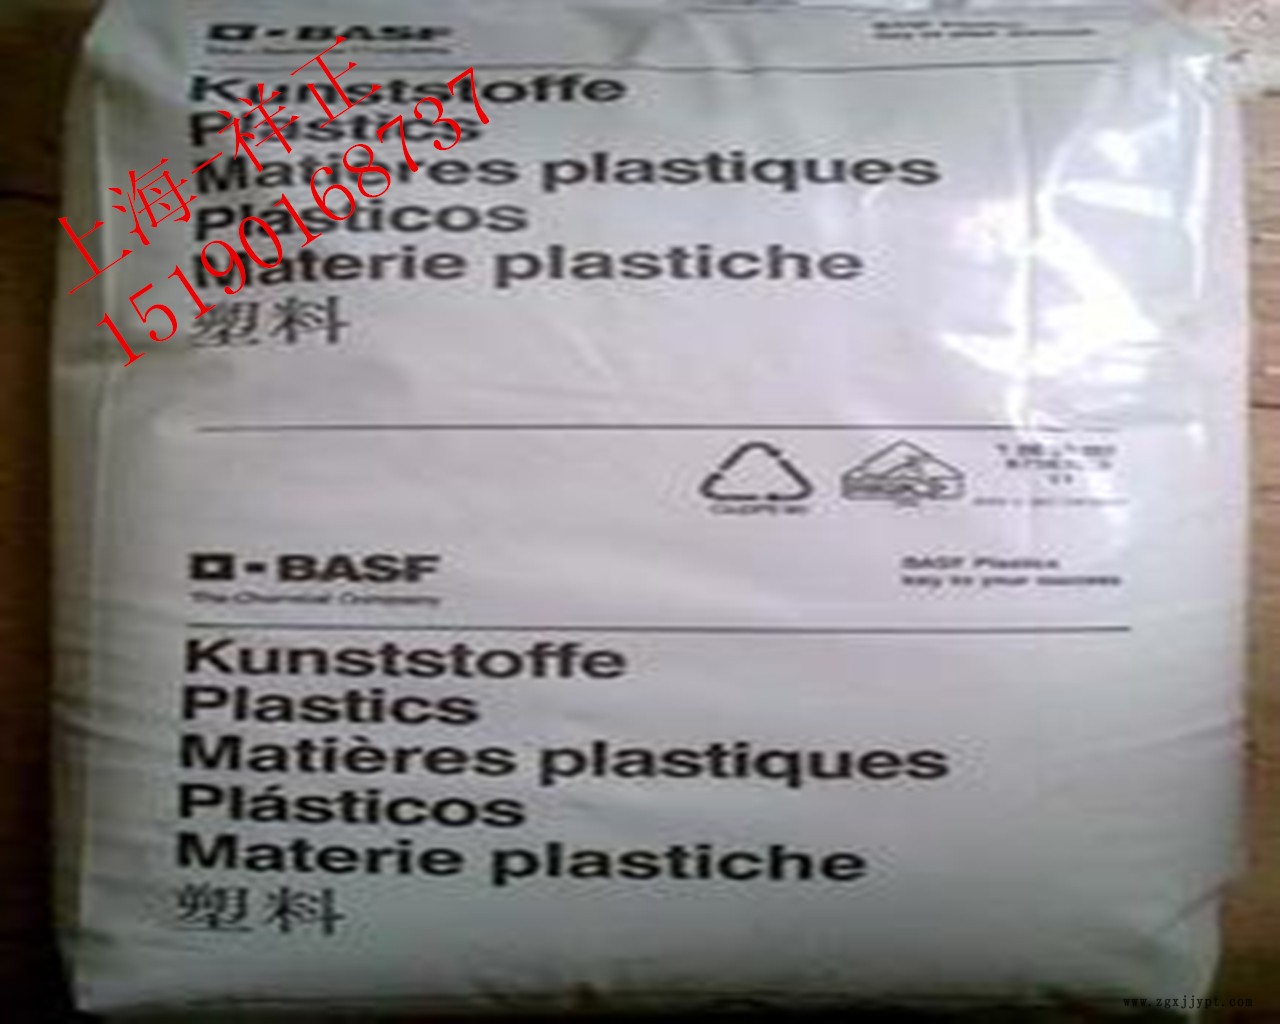 BASF
Kunststoffe
Plastics
Matières plastiques
Plásticos
Materie plastiche
塑料
上海-祥正
15190168737
BASF
The Chemical Company
BASF Plastics
key to your success
Kunststoffe
Plastics
Matières plastiques
Plásticos
Materie plastiche
塑料
www.zgxjjypt.com